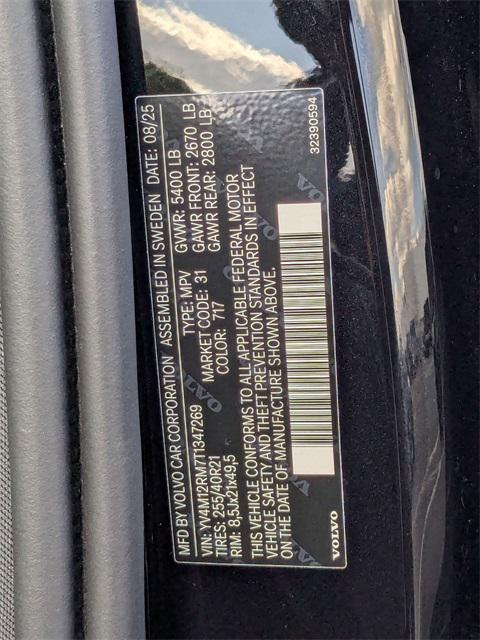 MFD BY VOLVO CAR CORPORATION ASSEMBLED IN SWEDEN DATE: 08/25
VIN: YV4M12RM7T1347269 TYPE: MPV GVWR: 5400 LB
TIRES: 255/40R21 MARKET CODE: 31 GAWR FRONT: 2670 LB
RIM: 8,5Jx21x49,5 COLOR: 717 GAWR REAR: 2800 LB
THIS VEHICLE CONFORMS TO ALL APPLICABLE FEDERAL MOTOR
VEHICLE SAFETY AND THEFT PREVENTION STANDARDS IN EFFECT
ON THE DATE OF MANUFACTURE SHOWN ABOVE.
VOLVO
32390594